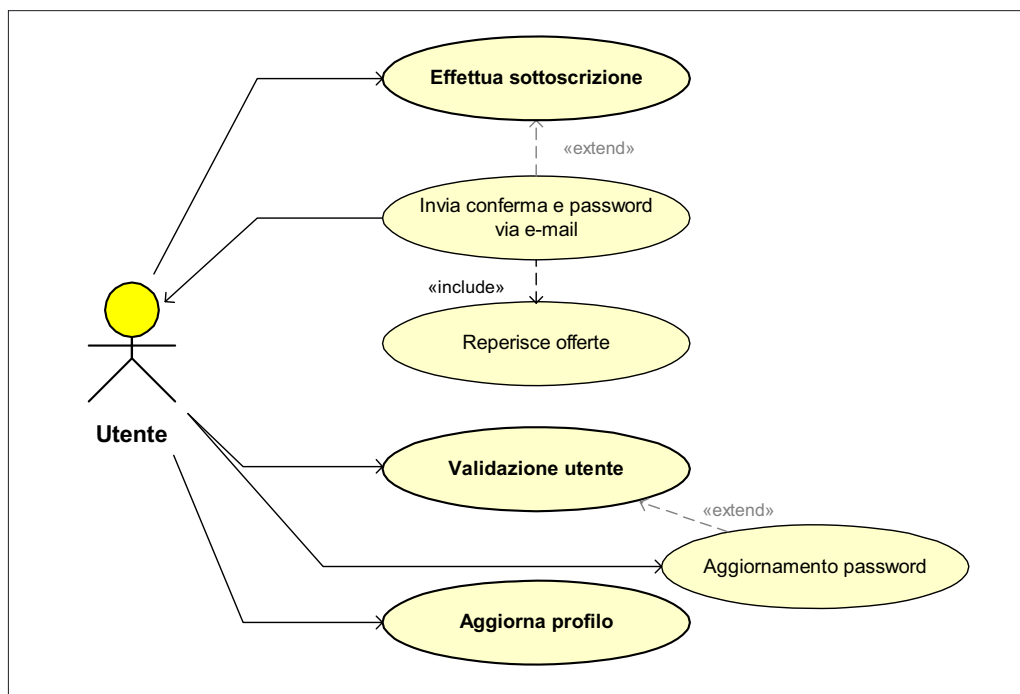 Effettua sottoscrizione
«extend»
Invia conferma e password
via e-mail
«include»
Reperisce offerte
Utente
Validazione utente
«extend»
Aggiornamento password
Aggiorna profilo